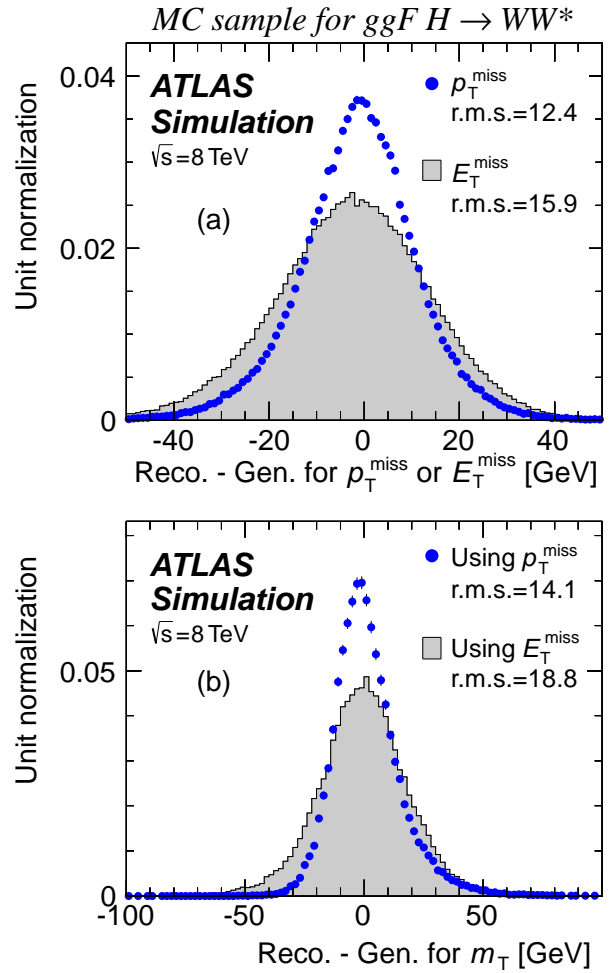 MC sample for ggF H → WW*
ATLAS
Simulation
√s=8 TeV
(a)
p_T^miss
r.m.s.=12.4
E_T^miss
r.m.s.=15.9
Unit normalization
0.04
0.02
0
-40 -20 0 20 40
Reco. - Gen. for p_T^miss or E_T^miss [GeV]
ATLAS
Simulation
√s=8 TeV
(b)
Using p_T^miss
r.m.s.=14.1
Using E_T^miss
r.m.s.=18.8
Unit normalization
0.05
0
-100 -50 0 50
Reco. - Gen. for m_T [GeV]